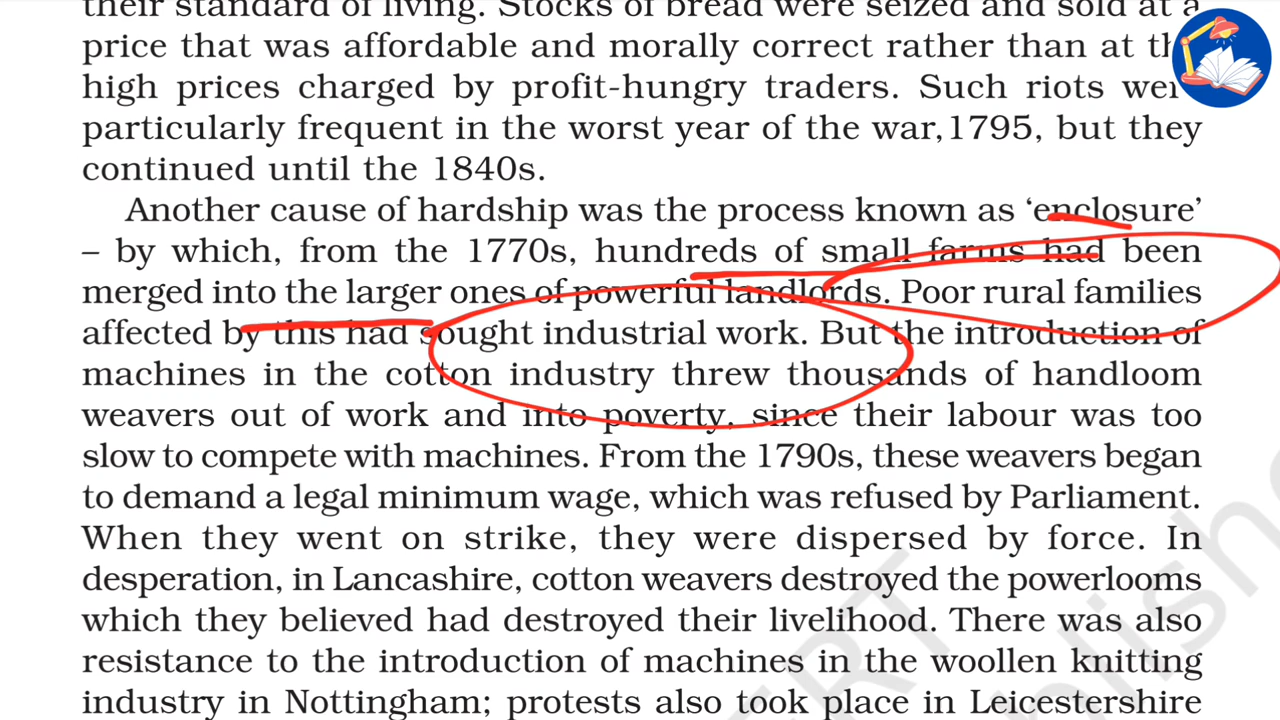 their standard of living. Stocks of bread were seized and sold at a
price that was affordable and morally correct rather than at
high prices charged by profit-hungry traders. Such riots
particularly frequent in the worst year of the war,1795, but they
continued until the 1840s.
Another cause of hardship was the process known as ‘enclosure’
– by which, from the 1770s, hundreds of small farms had been
merged into the larger ones of powerful landlords. Poor rural families
affected by this had sought industrial work. But the introduction of
machines in the cotton industry threw thousands of handloom
weavers out of work and into poverty, since their labour was too
slow to compete with machines. From the 1790s, these weavers began
to demand a legal minimum wage, which was refused by Parliament.
When they went on strike, they were dispersed by force. In
desperation, in Lancashire, cotton weavers destroyed the powerlooms
which they believed had destroyed their livelihood. There was also
resistance to the introduction of machines in the woollen knitting
industry in Nottingham; protests also took place in Leicestershire